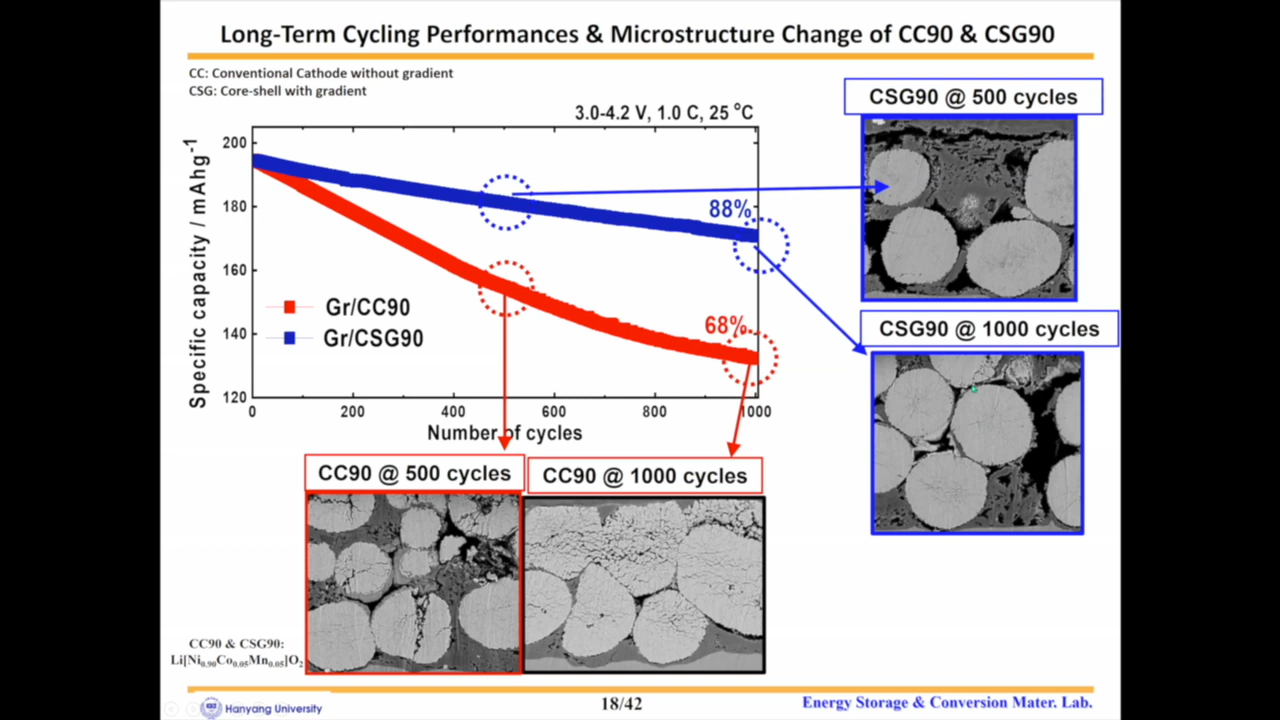 Long-Term Cycling Performances & Microstructure Change of CC90 & CSG90
CC: Conventional Cathode without gradient
CSG: Core-shell with gradient
3.0-4.2 V, 1.0 C, 25 °C
Specific capacity / mAhg⁻¹
200
180
160
140
120
88%
68%
Gr/CC90
Gr/CSG90
0
200
400
600
800
1000
Number of cycles
CSG90 @ 500 cycles
CSG90 @ 1000 cycles
CC90 @ 500 cycles
CC90 @ 1000 cycles
CC90 & CSG90:
Li[Ni₀.₉₀Co₀.₀₅Mn₀.₀₅]O₂
Hanyang University
18/42
Energy Storage & Conversion Mater. Lab.